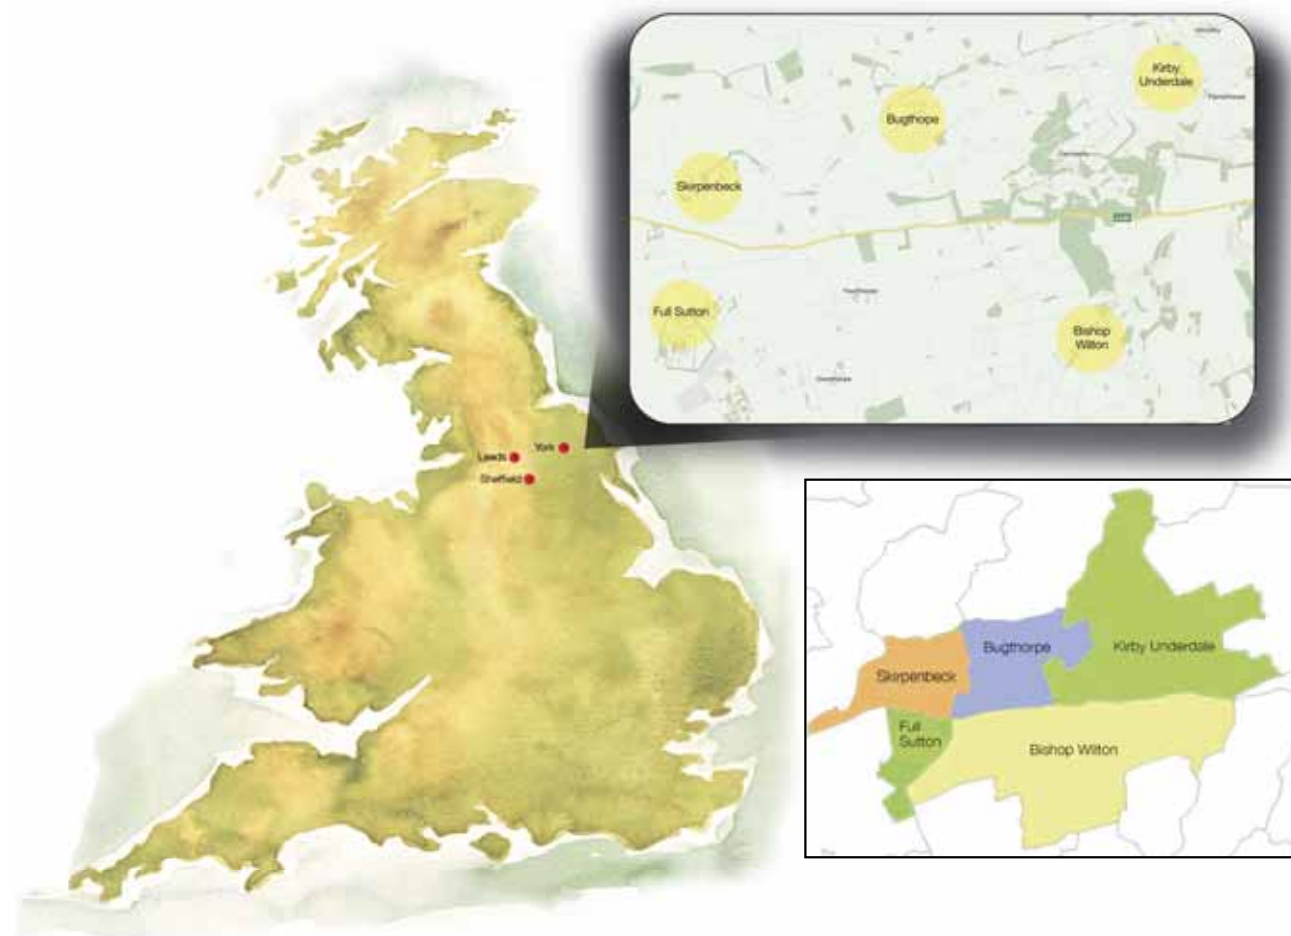 Kirby
Underdale
Bugthope
Skirpenbeck
Full Sutton
Bishop
Wilton
York
Leeds
Sheffield
Bugthorpe
Kirby Underdale
Skirpenbeck
Full
Sutton
Bishop Wilton